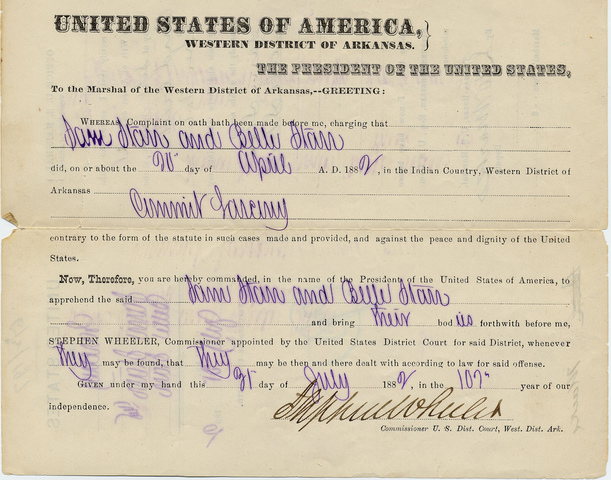 UNITED STATES OF AMERICA,
WESTERN DISTRICT OF ARKANSAS.
THE PRESIDENT OF THE UNITED STATES,
To the Marshal of the Western District of Arkansas,--GREETING:
WHEREAS, Complaint on oath hath been made before me, charging that
Sam Starr and Belle Starr
did, on or about the 20 day of April A. D. 1882, in the Indian Country, Western District of
Arkansas
Commit Larceny
contrary to the form of the statute in such cases made and provided, and against the peace and dignity of the United
States.
Now, Therefore, you are hereby commanded, in the name of the President of the United States of America, to
apprehend the said Sam Starr and Belle Starr
and bring their bodies forthwith before me,
STEPHEN WHEELER, Commissioner appointed by the United States District Court for said District, whenever
they may be found, that they may be then and there dealt with according to law for said offense.
GIVEN under my hand this 31 day of July 1882, in the 107th year of our
independence. Stephen Wheeler
Commissioner U. S. Dist. Court, West. Dist. Ark.